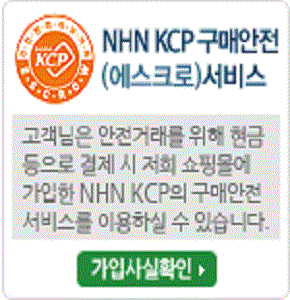 KCP
ESCROW
NHN KCP 구매안전
(에스크로)서비스
고객님은 안전거래를 위해 현금
등으로 결제 시 저희 쇼핑몰에
가입한 NHN KCP의 구매안전
서비스를 이용하실 수 있습니다.
가입사실확인